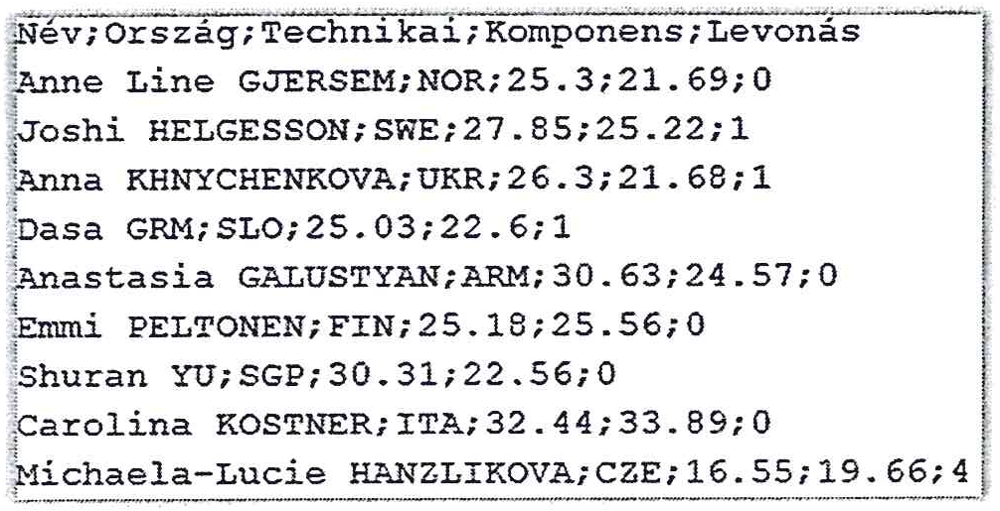 Név;Ország;Technikai;Komponens;Levonás
Anne Line GJERSEM;NOR;25.3;21.69;0
Joshi HELGESSON;SWE;27.85;25.22;1
Anna KHNYCHENKOVA;UKR;26.3;21.68;1
Dasa GRM;SLO;25.03;22.6;1
Anastasia GALUSTYAN;ARM;30.63;24.57;0
Emmi PELTONEN;FIN;25.18;25.56;0
Shuran YU;SGP;30.31;22.56;0
Carolina KOSTNER;ITA;32.44;33.89;0
Michaela-Lucie HANZLIKOVA;CZE;16.55;19.66;4